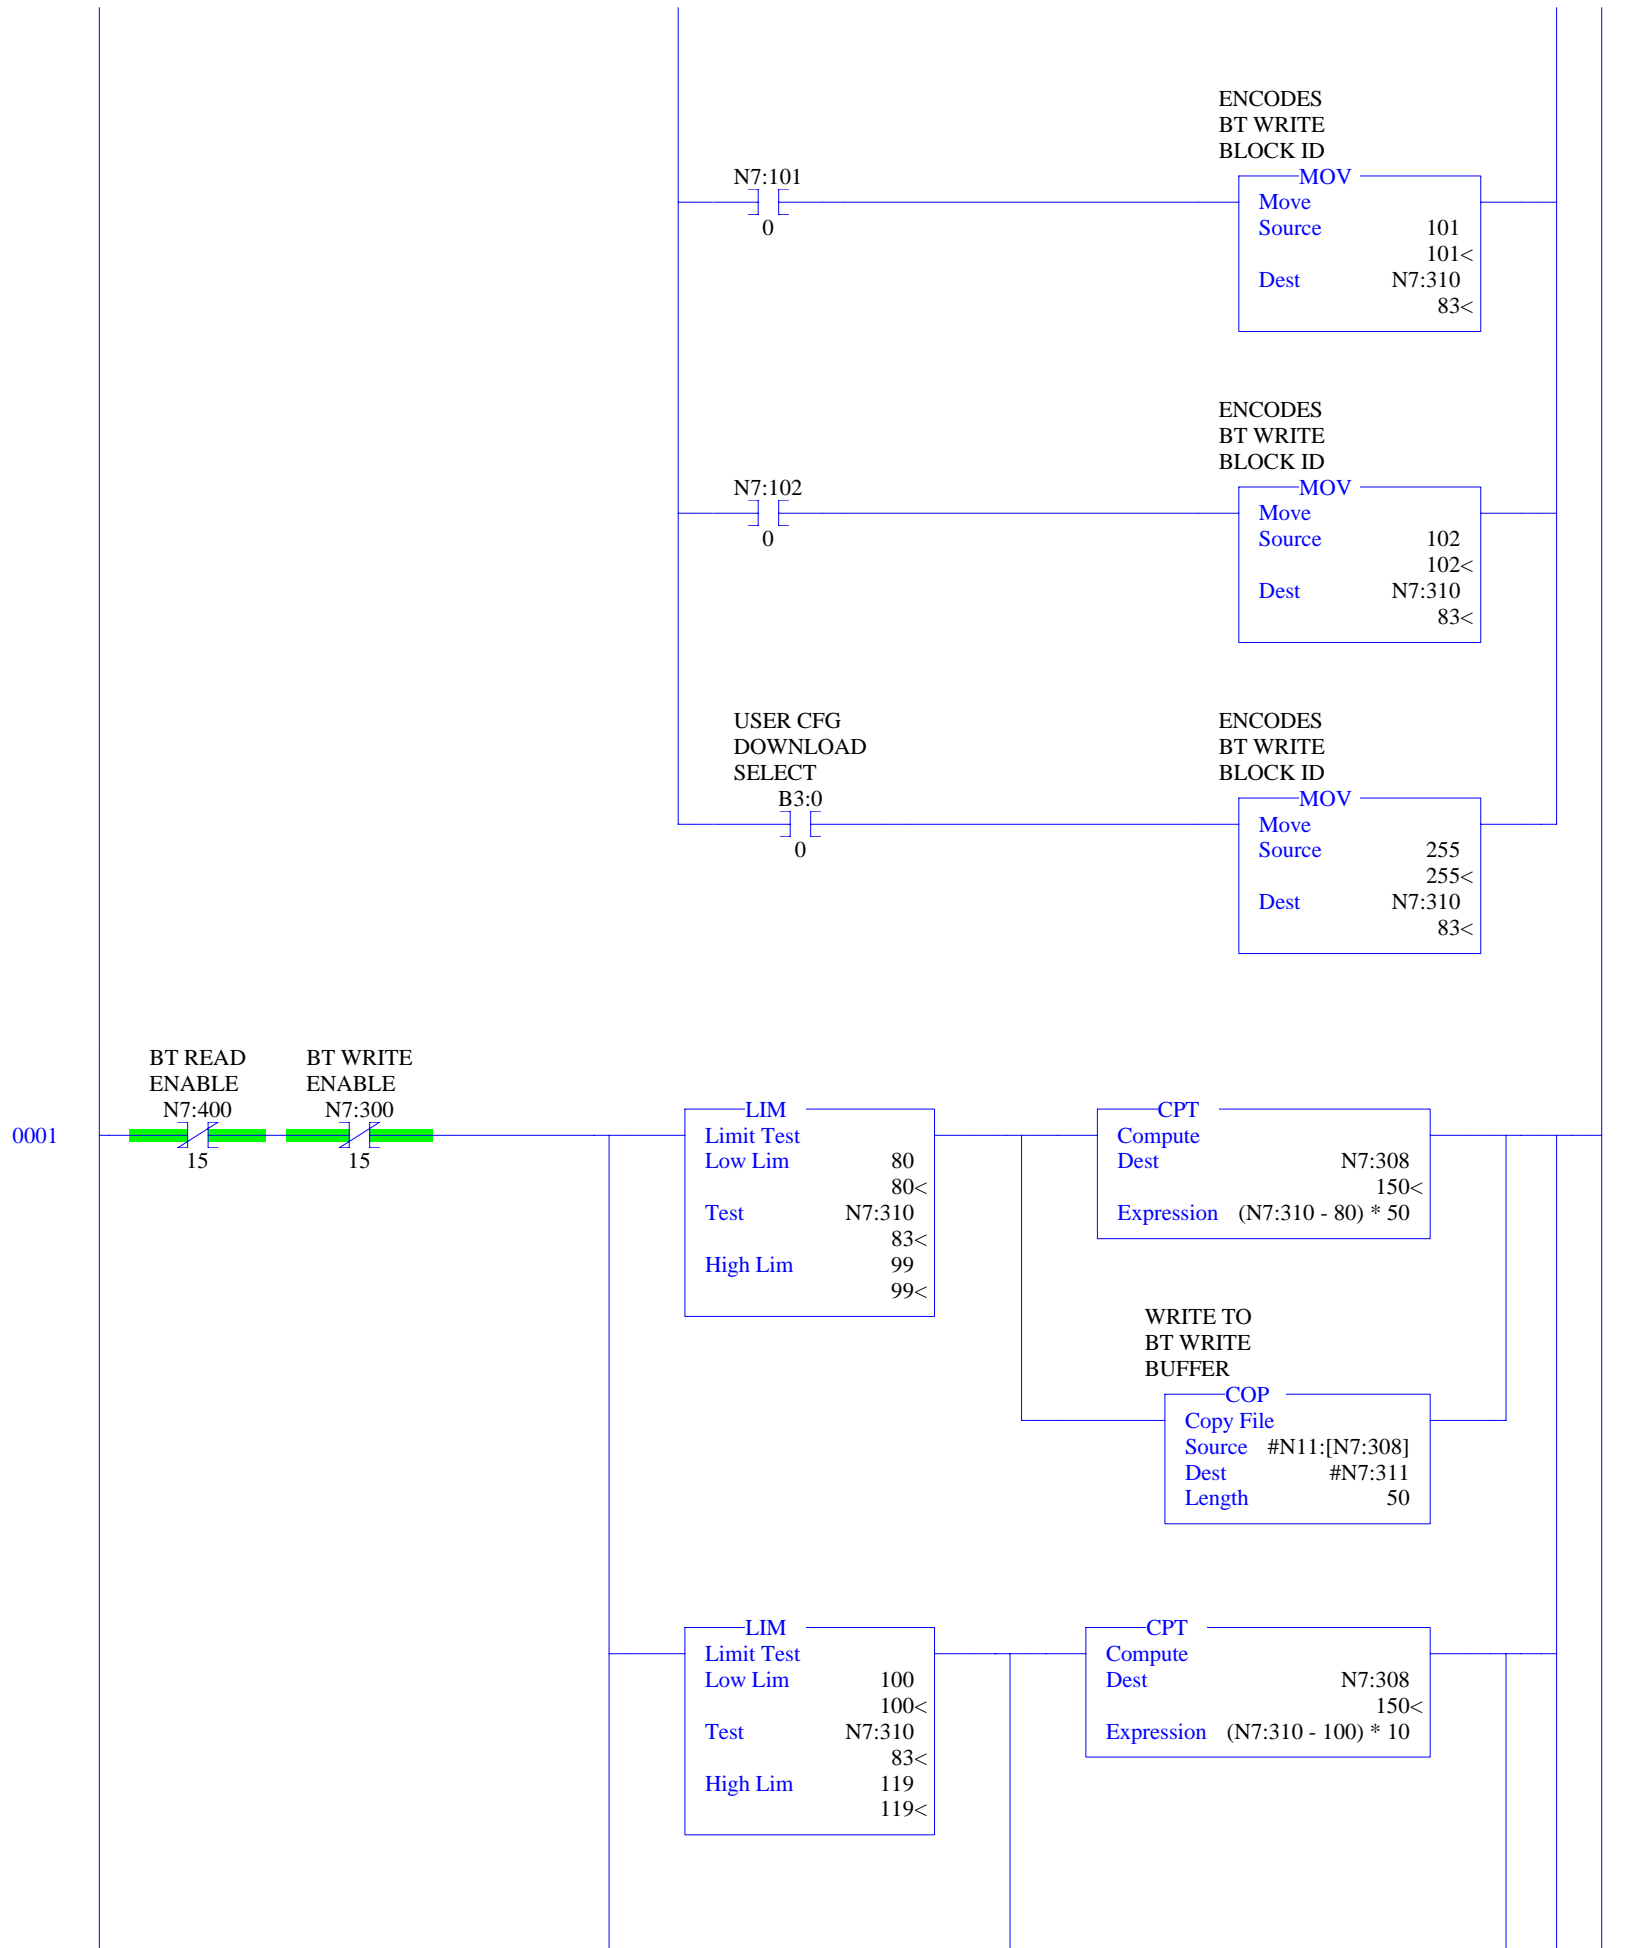 ENCODES
BT WRITE
BLOCK ID
N7:101
0
MOV
Move
Source 101
101<
Dest N7:310
83<
ENCODES
BT WRITE
BLOCK ID
N7:102
0
MOV
Move
Source 102
102<
Dest N7:310
83<
USER CFG
DOWNLOAD
SELECT
B3:0
0
ENCODES
BT WRITE
BLOCK ID
MOV
Move
Source 255
255<
Dest N7:310
83<
0001
BT READ
ENABLE
N7:400
15
BT WRITE
ENABLE
N7:300
15
LIM
Limit Test
Low Lim 80
80<
Test N7:310
83<
High Lim 99
99<
CPT
Compute
Dest N7:308
150<
Expression (N7:310 - 80) * 50
WRITE TO
BT WRITE
BUFFER
COP
Copy File
Source #N11:[N7:308]
Dest #N7:311
Length 50
LIM
Limit Test
Low Lim 100
100<
Test N7:310
83<
High Lim 119
119<
CPT
Compute
Dest N7:308
150<
Expression (N7:310 - 100) * 10